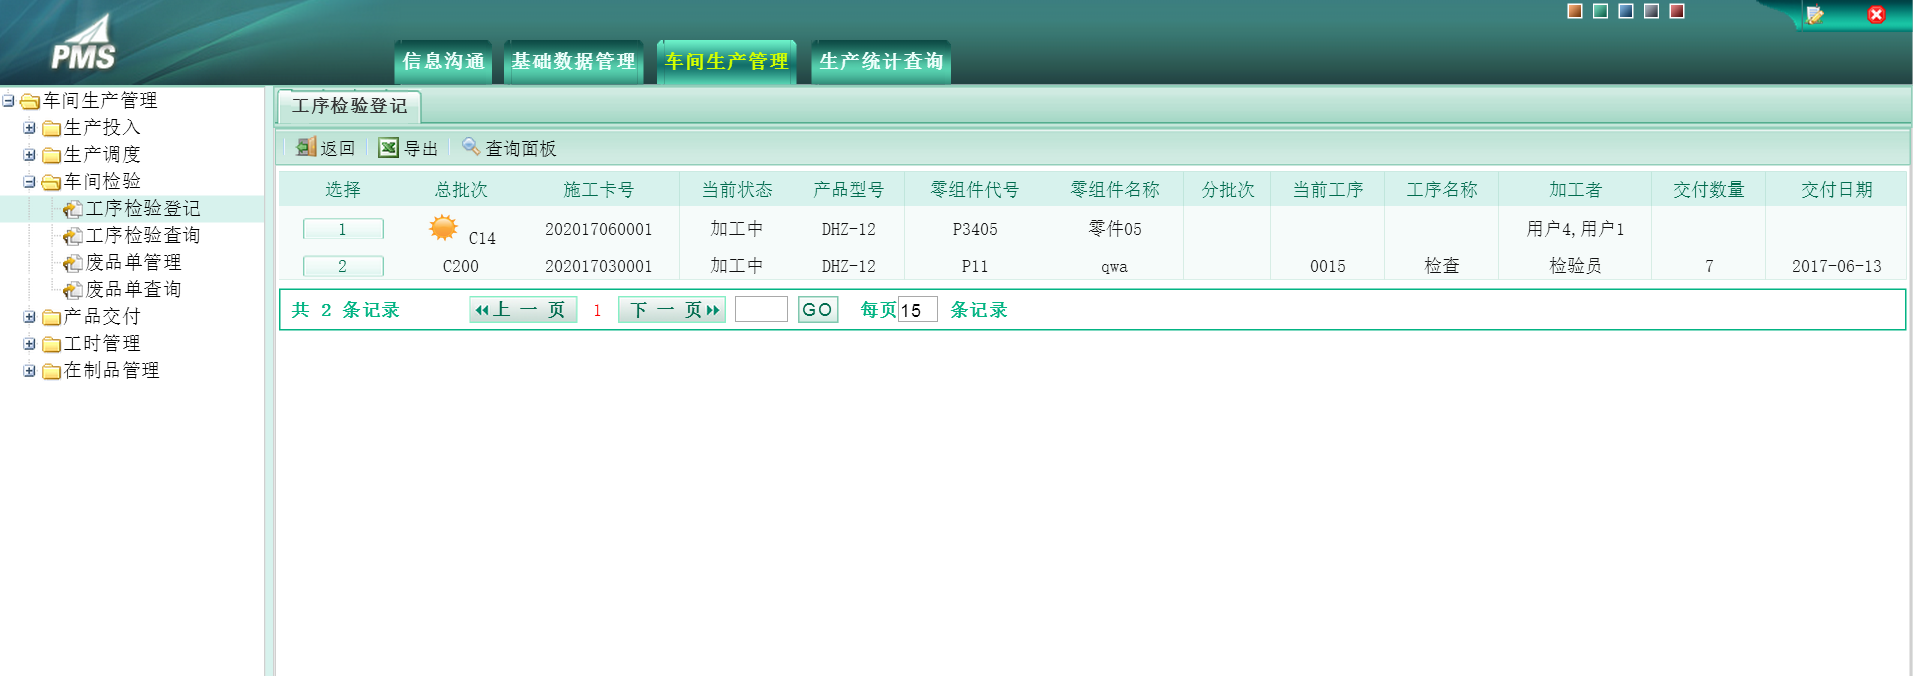 PMS
信息沟通 基础数据管理 车间生产管理 生产统计查询
车间生产管理
生产投入
生产调度
车间检验
工序检验登记
工序检验查询
废品单管理
废品单查询
产品交付
工时管理
在制品管理
工序检验登记
返回 导出 查询面板
选择 总批次 施工卡号 当前状态 产品型号 零组件代号 零组件名称 分批次 当前工序 工序名称 加工者 交付数量 交付日期
1 C14 202017060001 加工中 DHZ-12 P3405 零件05 用户4,用户1
2 C200 202017030001 加工中 DHZ-12 P11 qwa 0015 检查 检验员 7 2017-06-13
共 2 条记录 上一页 1 下一页 GO 每页15 条记录